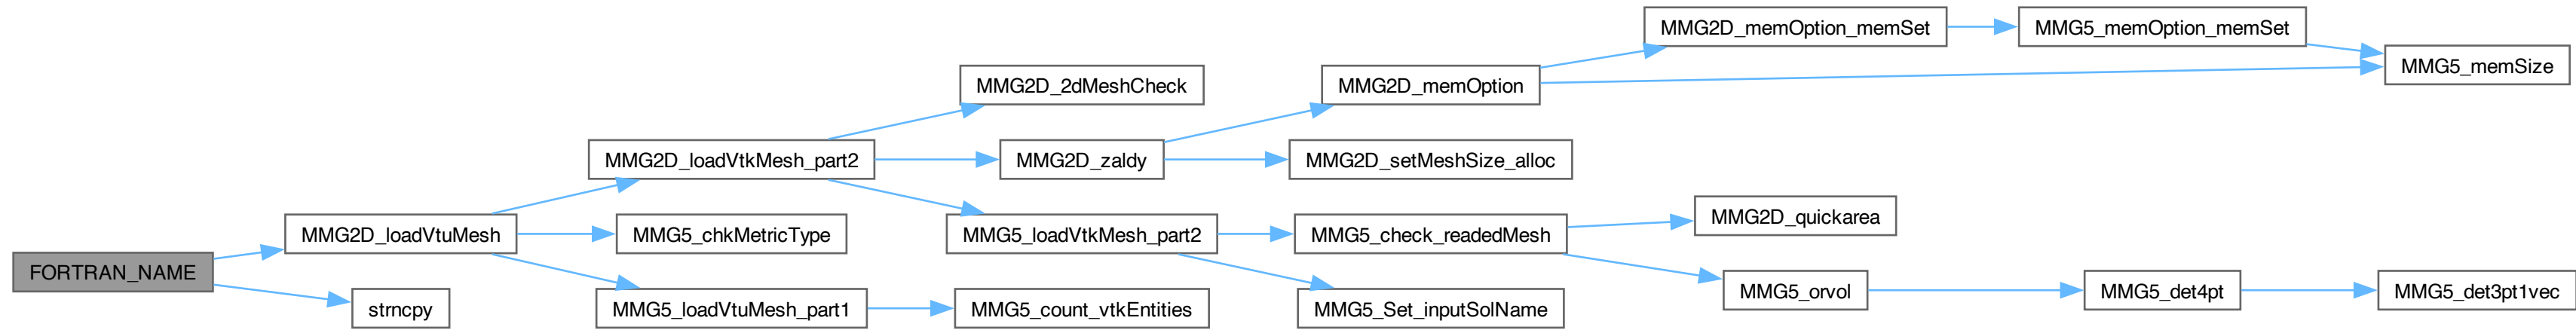 FORTRAN_NAME
MMG2D_loadVtuMesh
strncpy
MMG2D_loadVtkMesh_part2
MMG5_chkMetricType
MMG5_loadVtuMesh_part1
MMG2D_2dMeshCheck
MMG2D_zaldy
MMG5_loadVtkMesh_part2
MMG5_count_vtkEntities
MMG2D_memOption
MMG2D_setMeshSize_alloc
MMG5_check_readedMesh
MMG5_Set_inputSolName
MMG2D_memOption_memSet
MMG2D_quickarea
MMG5_orvol
MMG5_memOption_memSet
MMG5_det4pt
MMG5_memSize
MMG5_det3pt1vec